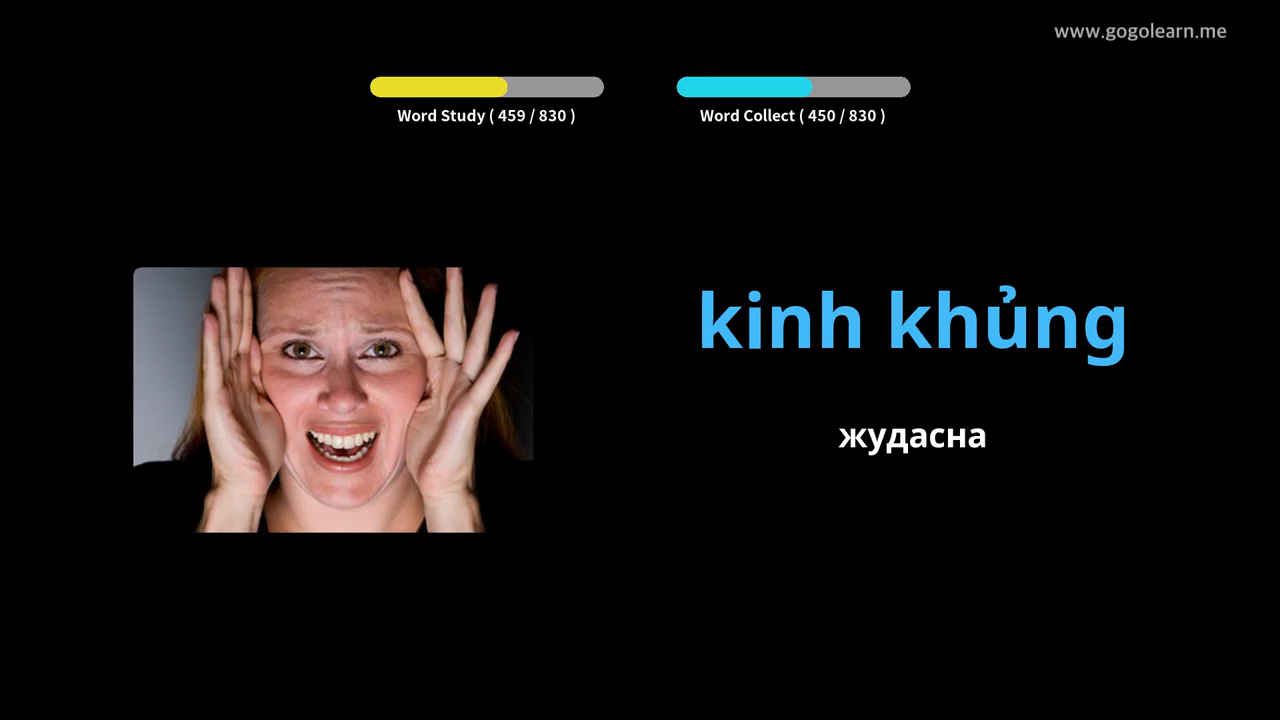 www.gogolearn.me
Word Study ( 459 / 830 )
Word Collect ( 450 / 830 )
kinh khủng
жудасна